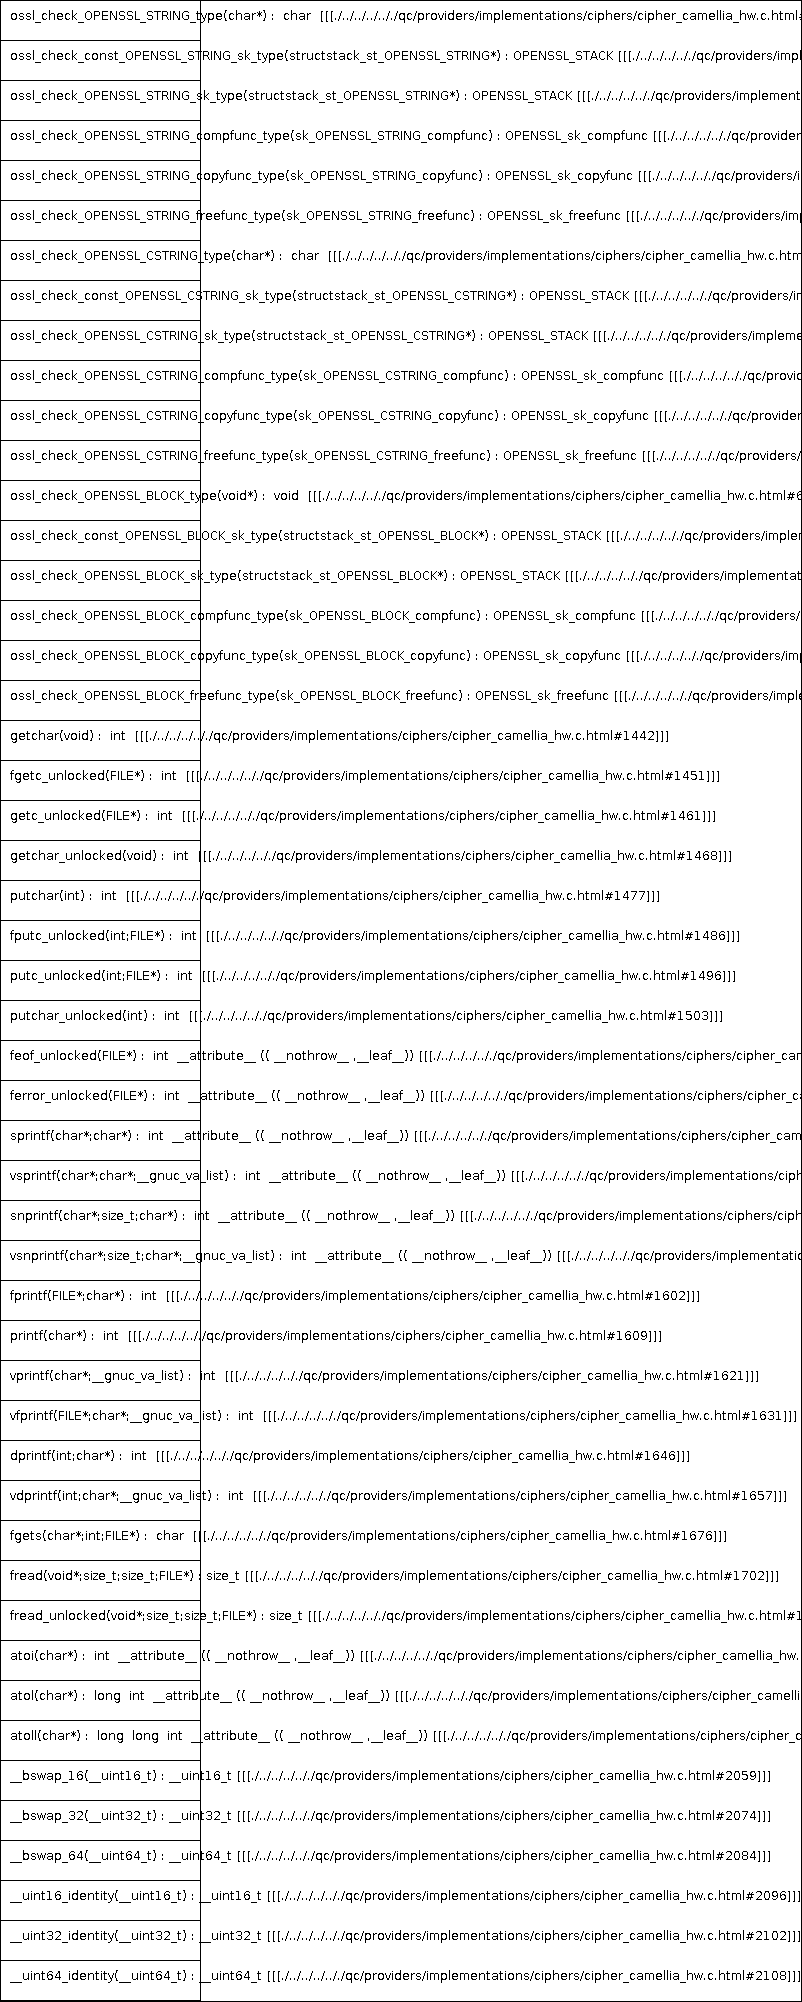 ossl_check_OPENSSL_STRING_type(char*) :  char  [[[./../../../../../qc/providers/implementations/ciphers/cipher_camellia_hw.c.html#
ossl_check_const_OPENSSL_STRING_sk_type(structstack_st_OPENSSL_STRING*) : OPENSSL_STACK [[[./../../../../../qc/providers/impl
ossl_check_OPENSSL_STRING_sk_type(structstack_st_OPENSSL_STRING*) : OPENSSL_STACK [[[./../../../../../qc/providers/implement
ossl_check_OPENSSL_STRING_compfunc_type(sk_OPENSSL_STRING_compfunc) : OPENSSL_sk_compfunc [[[./../../../../../qc/provider
ossl_check_OPENSSL_STRING_copyfunc_type(sk_OPENSSL_STRING_copyfunc) : OPENSSL_sk_copyfunc [[[./../../../../../qc/providers/i
ossl_check_OPENSSL_STRING_freefunc_type(sk_OPENSSL_STRING_freefunc) : OPENSSL_sk_freefunc [[[./../../../../../qc/providers/im
ossl_check_OPENSSL_CSTRING_type(char*) :  char  [[[./../../../../../qc/providers/implementations/ciphers/cipher_camellia_hw.c.htm
ossl_check_const_OPENSSL_CSTRING_sk_type(structstack_st_OPENSSL_CSTRING*) : OPENSSL_STACK [[[./../../../../../qc/providers/i
ossl_check_OPENSSL_CSTRING_sk_type(structstack_st_OPENSSL_CSTRING*) : OPENSSL_STACK [[[./../../../../../qc/providers/impleme
ossl_check_OPENSSL_CSTRING_compfunc_type(sk_OPENSSL_CSTRING_compfunc) : OPENSSL_sk_compfunc [[[./../../../../../qc/provi
ossl_check_OPENSSL_CSTRING_copyfunc_type(sk_OPENSSL_CSTRING_copyfunc) : OPENSSL_sk_copyfunc [[[./../../../../../qc/provider
ossl_check_OPENSSL_CSTRING_freefunc_type(sk_OPENSSL_CSTRING_freefunc) : OPENSSL_sk_freefunc [[[./../../../../../qc/providers/
ossl_check_OPENSSL_BLOCK_type(void*) :  void  [[[./../../../../../qc/providers/implementations/ciphers/cipher_camellia_hw.c.html#6
ossl_check_const_OPENSSL_BLOCK_sk_type(structstack_st_OPENSSL_BLOCK*) : OPENSSL_STACK [[[./../../../../../qc/providers/imple
ossl_check_OPENSSL_BLOCK_sk_type(structstack_st_OPENSSL_BLOCK*) : OPENSSL_STACK [[[./../../../../../qc/providers/implementat
ossl_check_OPENSSL_BLOCK_compfunc_type(sk_OPENSSL_BLOCK_compfunc) : OPENSSL_sk_compfunc [[[./../../../../../qc/providers/
ossl_check_OPENSSL_BLOCK_copyfunc_type(sk_OPENSSL_BLOCK_copyfunc) : OPENSSL_sk_copyfunc [[[./../../../../../qc/providers/im
ossl_check_OPENSSL_BLOCK_freefunc_type(sk_OPENSSL_BLOCK_freefunc) : OPENSSL_sk_freefunc [[[./../../../../../qc/providers/imple
getchar(void) :  int  [[[./../../../../../qc/providers/implementations/ciphers/cipher_camellia_hw.c.html#1442]]]
fgetc_unlocked(FILE*) :  int  [[[./../../../../../qc/providers/implementations/ciphers/cipher_camellia_hw.c.html#1451]]]
getc_unlocked(FILE*) :  int  [[[./../../../../../qc/providers/implementations/ciphers/cipher_camellia_hw.c.html#1461]]]
getchar_unlocked(void) :  int  [[[./../../../../../qc/providers/implementations/ciphers/cipher_camellia_hw.c.html#1468]]]
putchar(int) :  int  [[[./../../../../../qc/providers/implementations/ciphers/cipher_camellia_hw.c.html#1477]]]
fputc_unlocked(int;FILE*) :  int  [[[./../../../../../qc/providers/implementations/ciphers/cipher_camellia_hw.c.html#1486]]]
putc_unlocked(int;FILE*) :  int  [[[./../../../../../qc/providers/implementations/ciphers/cipher_camellia_hw.c.html#1496]]]
putchar_unlocked(int) :  int  [[[./../../../../../qc/providers/implementations/ciphers/cipher_camellia_hw.c.html#1503]]]
feof_unlocked(FILE*) :  int  __attribute__ (( __nothrow__ ,__leaf__)) [[[./../../../../../qc/providers/implementations/ciphers/cipher_cam
ferror_unlocked(FILE*) :  int  __attribute__ (( __nothrow__ ,__leaf__)) [[[./../../../../../qc/providers/implementations/ciphers/cipher_ca
sprintf(char*;char*) :  int  __attribute__ (( __nothrow__ ,__leaf__)) [[[./../../../../../qc/providers/implementations/ciphers/cipher_cam
vsprintf(char*;char*;__gnuc_va_list) :  int  __attribute__ (( __nothrow__ ,__leaf__)) [[[./../../../../../qc/providers/implementations/ciph
snprintf(char*;size_t;char*) :  int  __attribute__ (( __nothrow__ ,__leaf__)) [[[./../../../../../qc/providers/implementations/ciphers/ciph
vsnprintf(char*;size_t;char*;__gnuc_va_list) :  int  __attribute__ (( __nothrow__ ,__leaf__)) [[[./../../../../../qc/providers/implementatio
fprintf(FILE*;char*) :  int  [[[./../../../../../qc/providers/implementations/ciphers/cipher_camellia_hw.c.html#1602]]]
printf(char*) :  int  [[[./../../../../../qc/providers/implementations/ciphers/cipher_camellia_hw.c.html#1609]]]
vprintf(char*;__gnuc_va_list) :  int  [[[./../../../../../qc/providers/implementations/ciphers/cipher_camellia_hw.c.html#1621]]]
vfprintf(FILE*;char*;__gnuc_va_list) :  int  [[[./../../../../../qc/providers/implementations/ciphers/cipher_camellia_hw.c.html#1631]]]
dprintf(int;char*) :  int  [[[./../../../../../qc/providers/implementations/ciphers/cipher_camellia_hw.c.html#1646]]]
vdprintf(int;char*;__gnuc_va_list) :  int  [[[./../../../../../qc/providers/implementations/ciphers/cipher_camellia_hw.c.html#1657]]]
fgets(char*;int;FILE*) :  char  [[[./../../../../../qc/providers/implementations/ciphers/cipher_camellia_hw.c.html#1676]]]
fread(void*;size_t;size_t;FILE*) : size_t [[[./../../../../../qc/providers/implementations/ciphers/cipher_camellia_hw.c.html#1702]]]
fread_unlocked(void*;size_t;size_t;FILE*) : size_t [[[./../../../../../qc/providers/implementations/ciphers/cipher_camellia_hw.c.html#1
atoi(char*) :  int  __attribute__ (( __nothrow__ ,__leaf__)) [[[./../../../../../qc/providers/implementations/ciphers/cipher_camellia_hw.
atol(char*) :  long  int  __attribute__ (( __nothrow__ ,__leaf__)) [[[./../../../../../qc/providers/implementations/ciphers/cipher_camelli
atoll(char*) :  long  long  int  __attribute__ (( __nothrow__ ,__leaf__)) [[[./../../../../../qc/providers/implementations/ciphers/cipher_c
__bswap_16(__uint16_t) : __uint16_t [[[./../../../../../qc/providers/implementations/ciphers/cipher_camellia_hw.c.html#2059]]]
__bswap_32(__uint32_t) : __uint32_t [[[./../../../../../qc/providers/implementations/ciphers/cipher_camellia_hw.c.html#2074]]]
__bswap_64(__uint64_t) : __uint64_t [[[./../../../../../qc/providers/implementations/ciphers/cipher_camellia_hw.c.html#2084]]]
__uint16_identity(__uint16_t) : __uint16_t [[[./../../../../../qc/providers/implementations/ciphers/cipher_camellia_hw.c.html#2096]]]
__uint32_identity(__uint32_t) : __uint32_t [[[./../../../../../qc/providers/implementations/ciphers/cipher_camellia_hw.c.html#2102]]]
__uint64_identity(__uint64_t) : __uint64_t [[[./../../../../../qc/providers/implementations/ciphers/cipher_camellia_hw.c.html#2108]]]